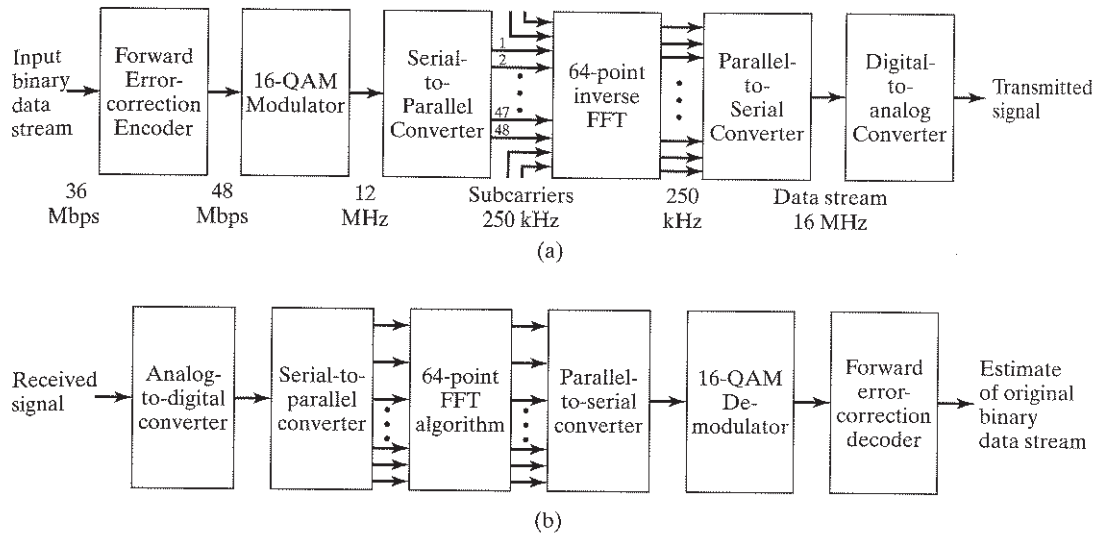 Input
binary
data
stream
Forward
Error-
correction
Encoder
16-QAM
Modulator
Serial-
to-
Parallel
Converter
1
2
47
48
64-point
inverse
FFT
Parallel-
to-
Serial
Converter
Digital-
to-
analog
Converter
Transmitted
signal
36
Mbps
48
Mbps
12
MHz
Subcarriers
250 kHz
250
kHz
Data stream
16 MHz
(a)
Received
signal
Analog-
to-digital
converter
Serial-to-
parallel
converter
64-point
FFT
algorithm
Parallel-
to-serial
converter
16-QAM
De-
modulator
Forward
error-
correction
decoder
Estimate
of original
binary
data stream
(b)